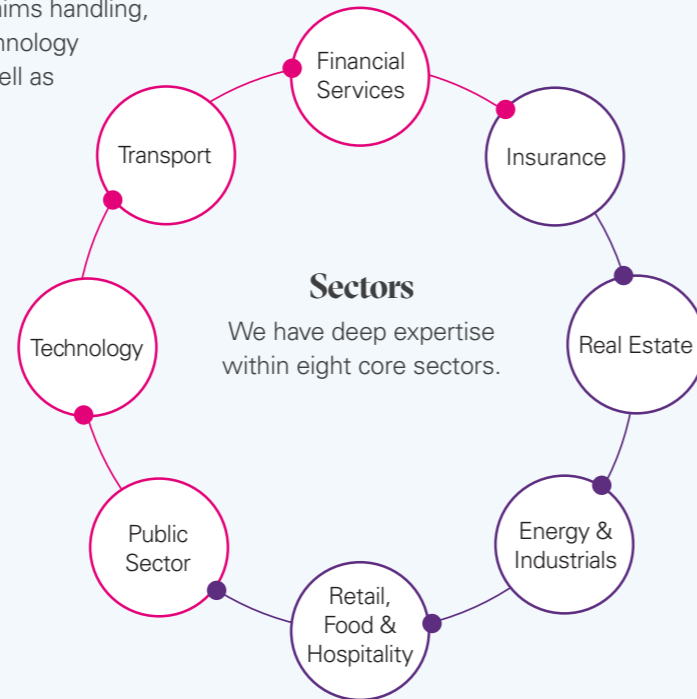 aims handling,
hnology
ell as
Financial
Services
Insurance
Real Estate
Energy &
Industrials
Retail,
Food &
Hospitality
Public
Sector
Technology
Transport
Sectors
We have deep expertise
within eight core sectors.